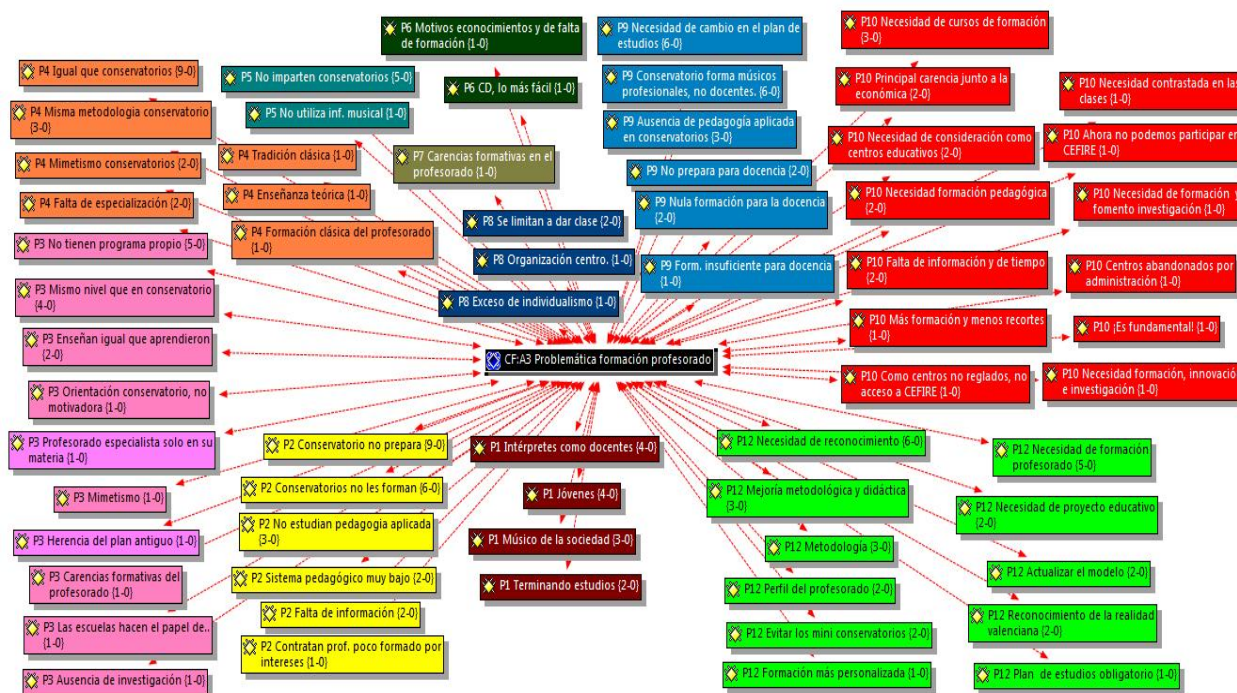 P6 Motivos econocimientos y de falta
de formación {1-0}
P9 Necesidad de cambio en el plan de
estudios {6-0}
P10 Necesidad de cursos de formación
{3-0}
P4 Igual que conservatorios {9-0}
P5 No imparten conservatorios {5-0}
P6 CD, lo más fácil {1-0}
P9 Conservatorio forma músicos
profesionales, no docentes. {6-0}
P10 Principal carencia junto a la
económica {2-0}
P10 Necesidad contrastada en las
clases {1-0}
P4 Misma metodologia conservatorio
{3-0}
P5 No utiliza inf. musical {1-0}
P9 Ausencia de pedagogía aplicada
en conservatorios {3-0}
P10 Necesidad de consideración como
centros educativos {2-0}
P10 Ahora no podemos participar en
CEFIRE {1-0}
P4 Mimetismo conservatorios {2-0}
P4 Tradición clásica {1-0}
P7 Carencias formativas en el
profesorado {1-0}
P9 No prepara para docencia {2-0}
P4 Falta de especialización {2-0}
P4 Enseñanza teórica {1-0}
P8 Se limitan a dar clase {2-0}
P9 Nula formación para la docencia
{2-0}
P10 Necesidad formación pedagógica
{2-0}
P10 Necesidad de formación y
fomento investigación {1-0}
P3 No tienen programa propio {5-0}
P4 Formación clásica del profesorado
{1-0}
P8 Organización centro. {1-0}
P9 Form. insuficiente para docencia
{1-0}
P10 Falta de información y de tiempo
{2-0}
P10 Centros abandonados por
administración {1-0}
P3 Mismo nivel que en conservatorio
{4-0}
P8 Exceso de individualismo {1-0}
P10 Más formación y menos recortes
{1-0}
P10 ¡Es fundamental! {1-0}
P3 Enseñan igual que aprendieron
{2-0}
CF:A3 Problemática formación profesorado
P10 Como centros no reglados, no
acceso a CEFIRE {1-0}
P10 Necesidad formación, innovación
e investigación {1-0}
P3 Orientación conservatorio, no
motivadora {1-0}
P3 Profesorado especialista solo en su
materia {1-0}
P2 Conservatorio no prepara {9-0}
P1 Intérpretes como docentes {4-0}
P12 Necesidad de reconocimiento {6-0}
P12 Necesidad de formación
profesorado {5-0}
P3 Mimetismo {1-0}
P2 Conservatorios no les forman {6-0}
P1 Jóvenes {4-0}
P12 Mejoría metodológica y didáctica
{3-0}
P12 Necesidad de proyecto educativo
{2-0}
P3 Herencia del plan antiguo {1-0}
P2 No estudian pedagogia aplicada
{3-0}
P1 Músico de la sociedad {3-0}
P12 Metodología {3-0}
P3 Carencias formativas del
profesorado {1-0}
P2 Sistema pedagógico muy bajo {2-0}
P1 Terminando estudios {2-0}
P12 Perfil del profesorado {2-0}
P12 Actualizar el modelo {2-0}
P3 Las escuelas hacen el papel de..
{1-0}
P2 Falta de información {2-0}
P12 Evitar los mini conservatorios {2-0}
P12 Reconocimiento de la realidad
valenciana {2-0}
P3 Ausencia de investigación {1-0}
P2 Contratan prof. poco formado por
intereses {1-0}
P12 Formación más personalizada {1-0}
P12 Plan de estudios obligatorio {1-0}